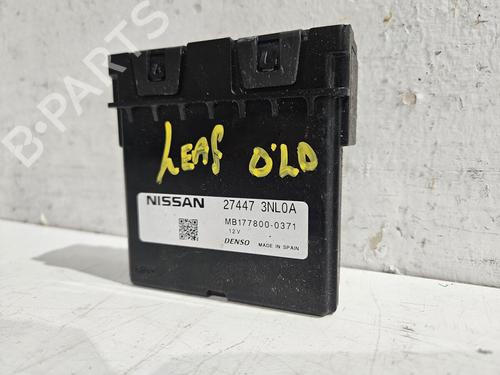 B-PARTS
LEAF O'LD
NISSAN 27447 3NL0A
MB177800-0371
12V
DENSO MADE IN SPAIN